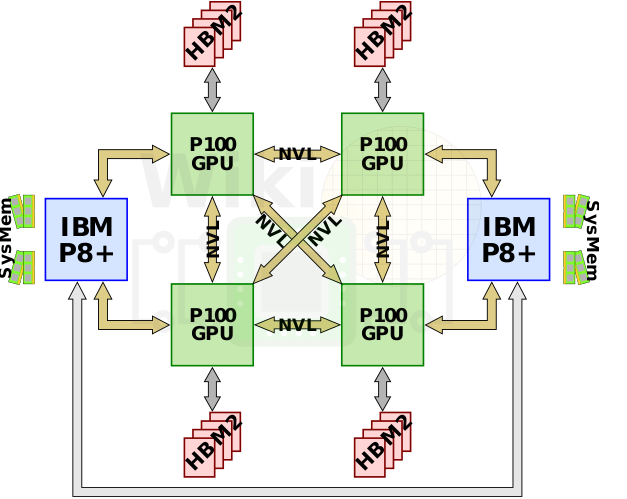 HBM2
HBM2
P100
GPU
NVL
P100
GPU
SysMem
IBM
P8+
NVL
NVL
NVL
NVL
IBM
P8+
SysMem
P100
GPU
NVL
P100
GPU
HBM2
HBM2
Wiki